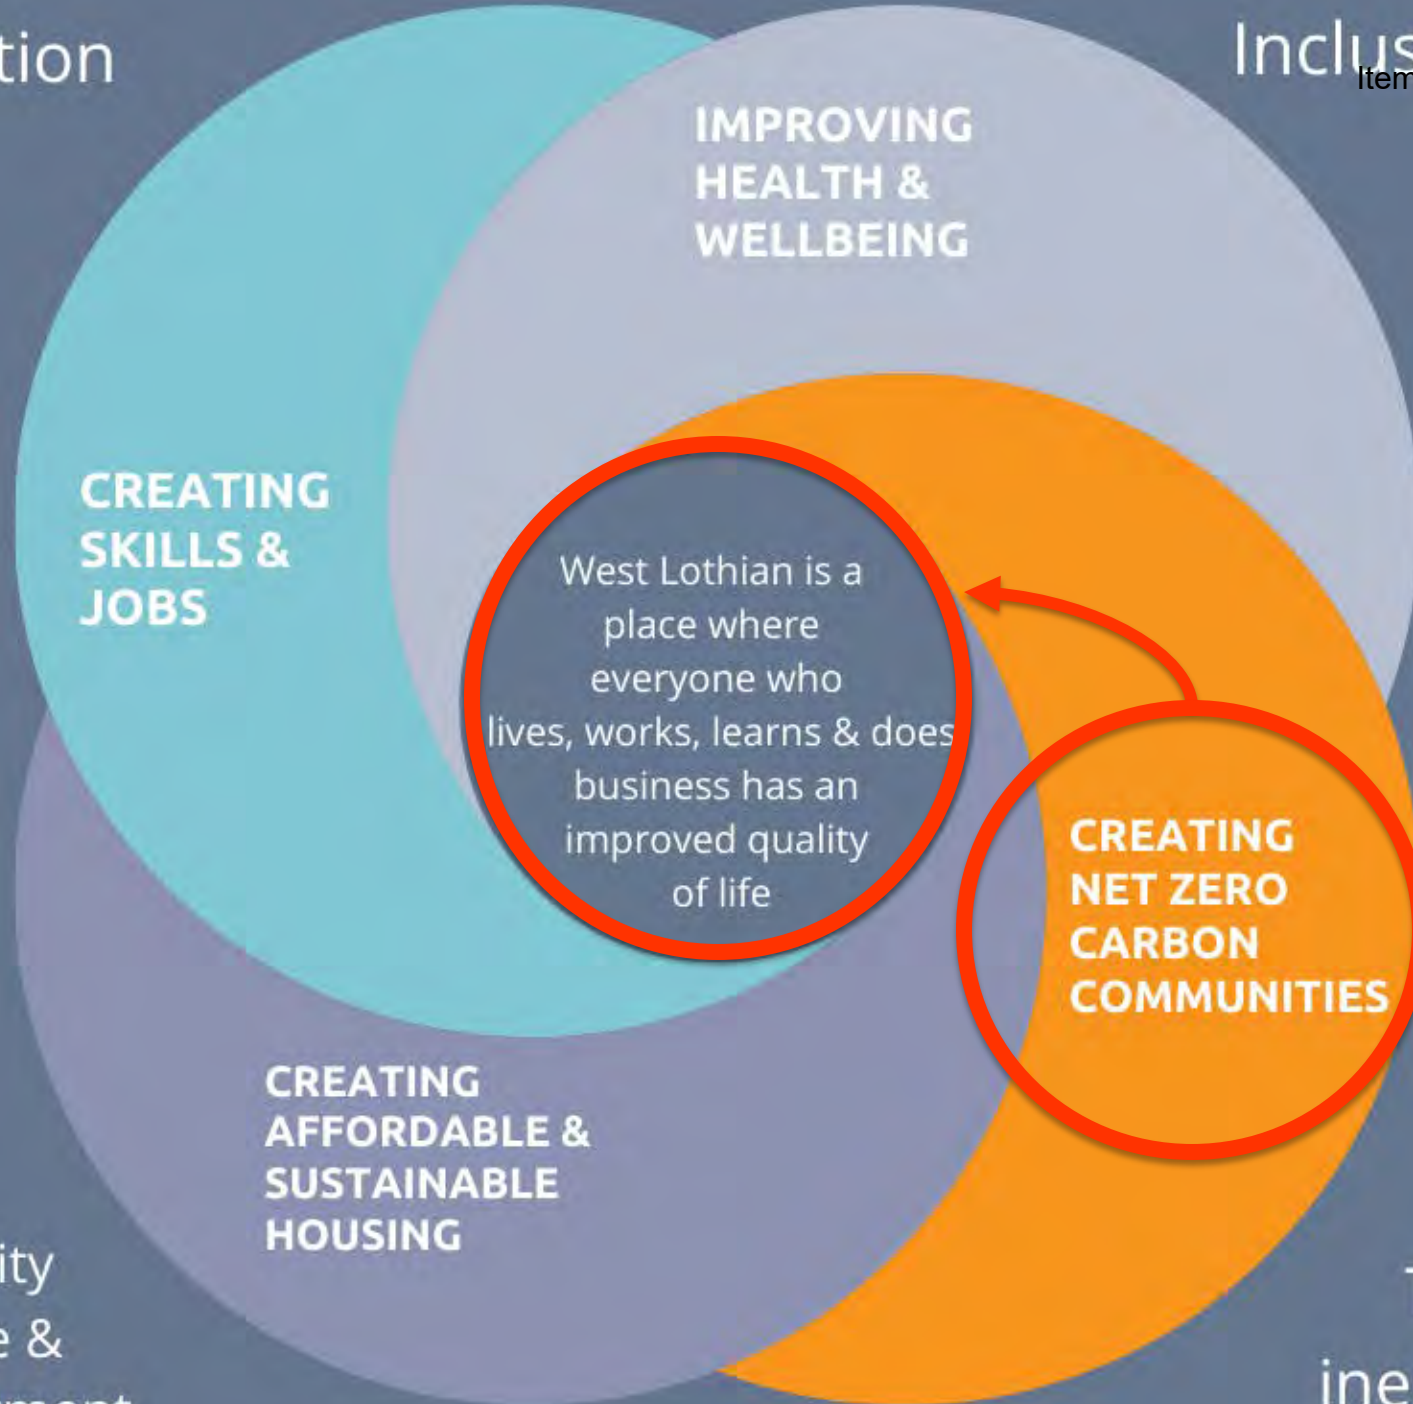 tion
Inclus
Item
IMPROVING
HEALTH &
WELLBEING
CREATING
SKILLS &
JOBS
West Lothian is a
place where
everyone who
lives, works, learns & does
business has an
improved quality
of life
CREATING
NET ZERO
CARBON
COMMUNITIES
CREATING
AFFORDABLE &
SUSTAINABLE
HOUSING
ity
e &
ine